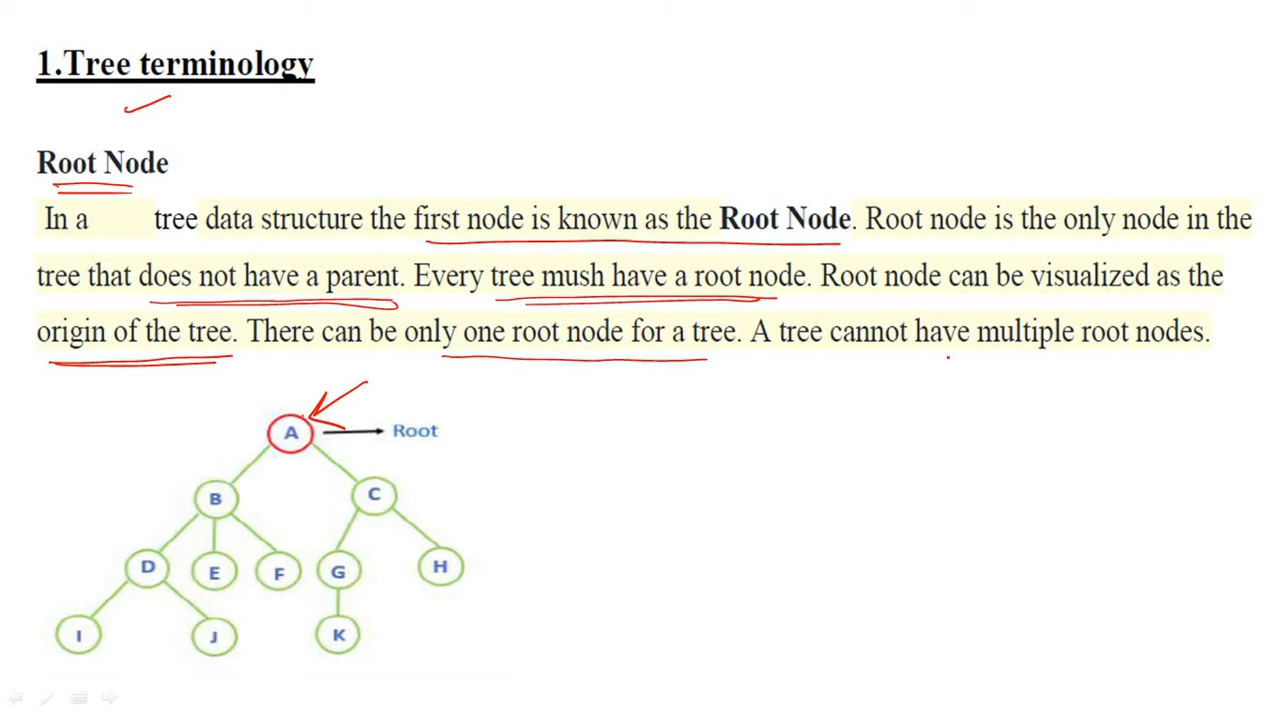 1.Tree terminology
Root Node
In a tree data structure the first node is known as the Root Node. Root node is the only node in the
tree that does not have a parent. Every tree mush have a root node. Root node can be visualized as the
origin of the tree. There can be only one root node for a tree. A tree cannot have multiple root nodes.
A Root
B C
D E F G H
I J K